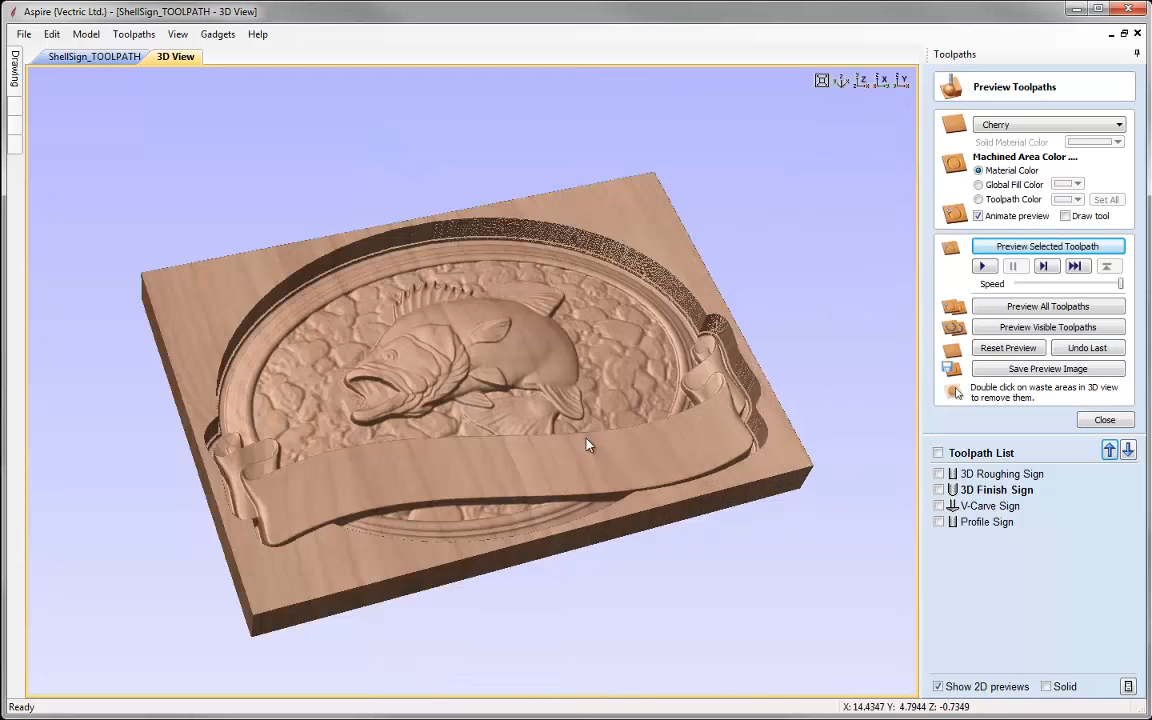 Aspire {Vectric Ltd.} - [ShellSign_TOOLPATH - 3D View]
File Edit Model Toolpaths View Gadgets Help
Drawing
ShellSign_TOOLPATH 3D View
Z X Y
Toolpaths
Preview Toolpaths
Cherry
Solid Material Color
Machined Area Color ....
Material Color
Global Fill Color
Toolpath Color Set All
Animate preview Draw tool
Preview Selected Toolpath
Speed
Preview All Toolpaths
Preview Visible Toolpaths
Reset Preview Undo Last
Save Preview Image
Double click on waste areas in 3D view
to remove them.
Close
Toolpath List
3D Roughing Sign
3D Finish Sign
V-Carve Sign
Profile Sign
Show 2D previews Solid
Ready
X: 14.4347 Y: 4.7944 Z: -0.7349